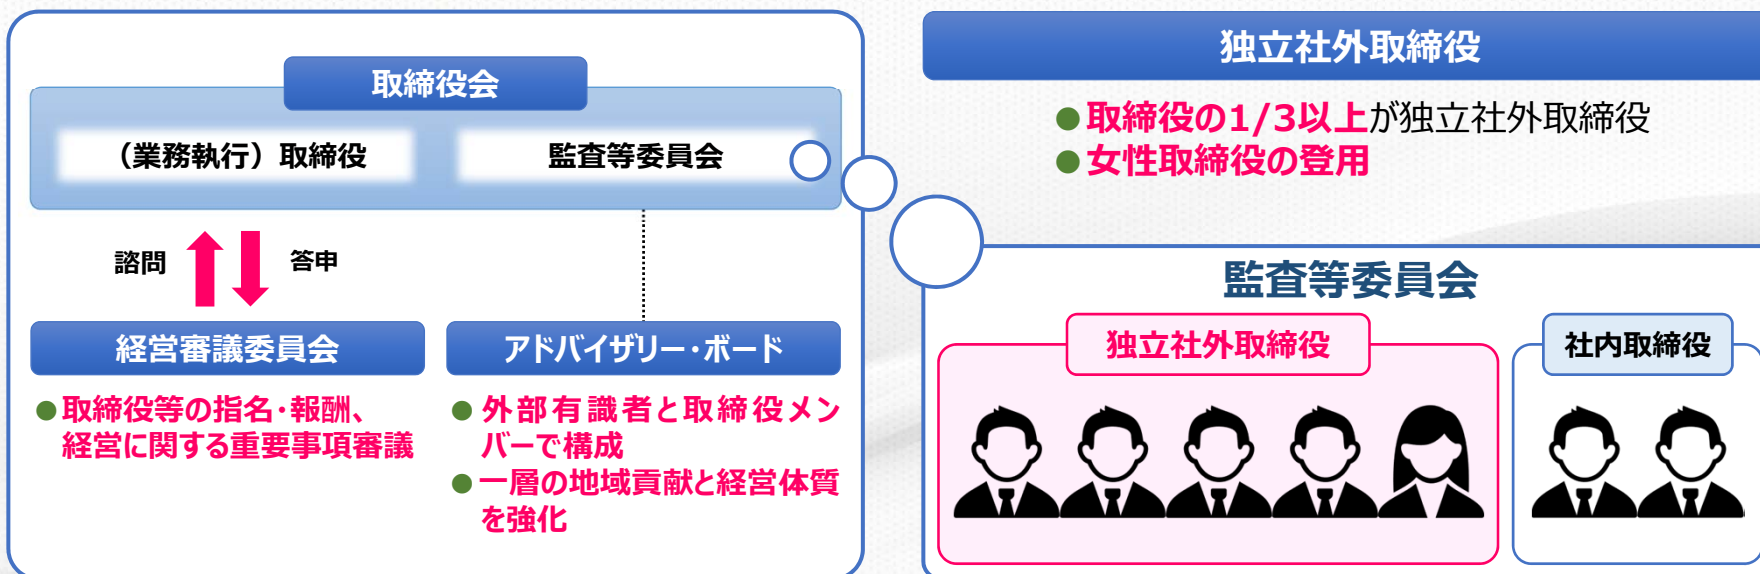 取締役会
（業務執行）取締役
監査等委員会
諮問
答申
経営審議委員会
●取締役等の指名･報酬、
経営に関する重要事項審議
アドバイザリー･ボード
●外部有識者と取締役メン
バーで構成
●一層の地域貢献と経営体質
を強化
独立社外取締役
●取締役の1/3以上が独立社外取締役
●女性取締役の登用
監査等委員会
独立社外取締役
社内取締役